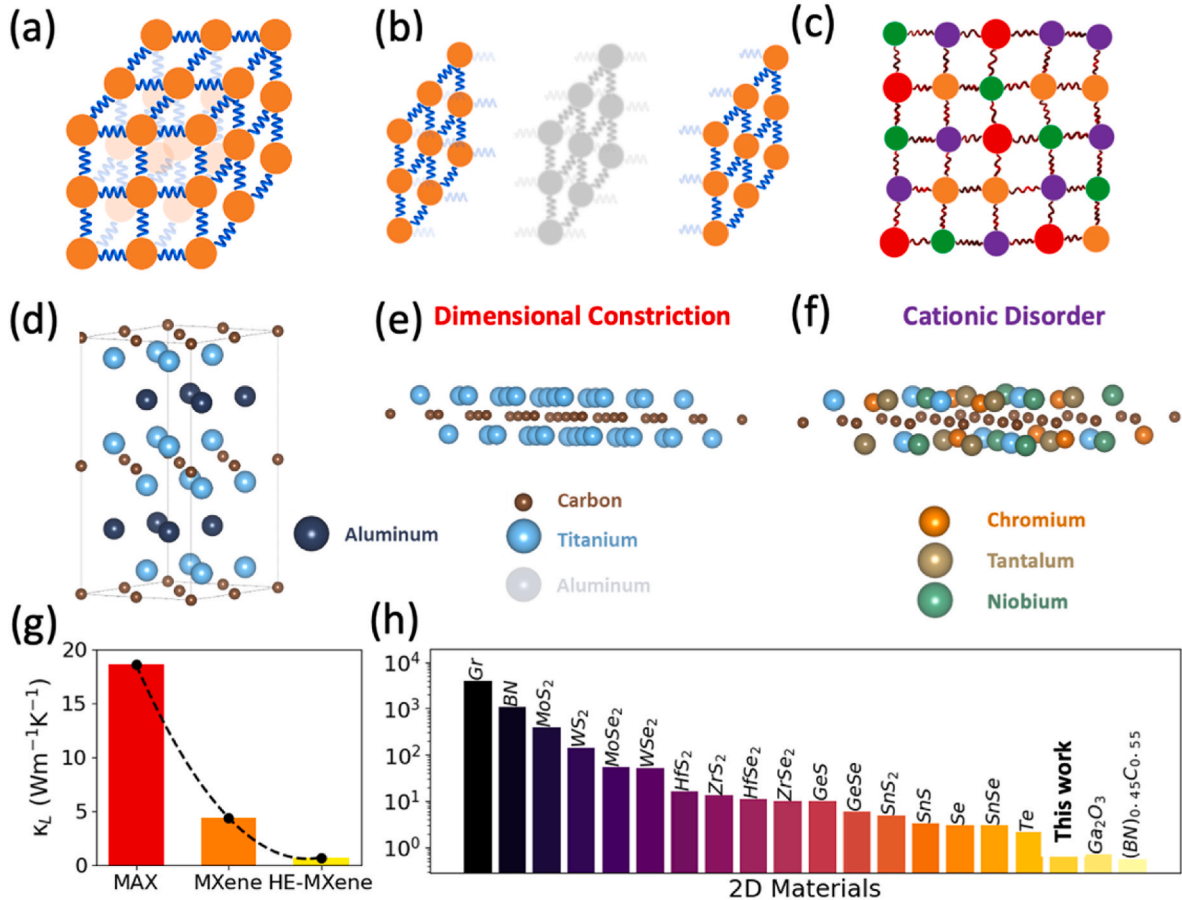 (a)
(b)
(c)
(d)
(e) Dimensional Constriction
(f) Cationic Disorder
Aluminum
Carbon
Titanium
Aluminum
Chromium
Tantalum
Niobium
(g)
κ_L (Wm⁻¹K⁻¹)
20
15
10
5
0
MAX MXene HE-MXene
(h)
10⁴
10³
10²
10¹
10⁰
Gr
BN
MoS₂
WS₂
MoSe₂
WSe₂
HfS₂
ZrS₂
HfSe₂
ZrSe₂
GeS
GeSe
SnS₂
SnS
Se
SnSe
Te
This work
Ga₂O₃
(BN)₀.₄₅C₀.₅₅
2D Materials